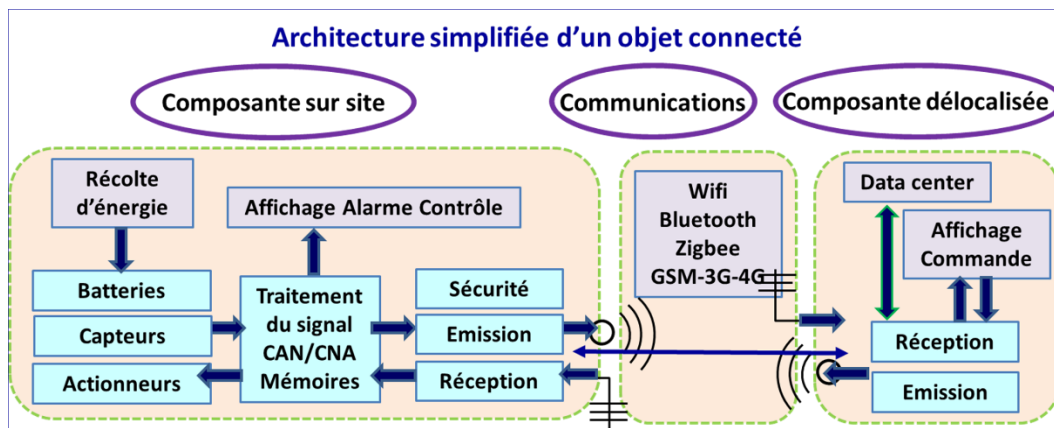 Architecture simplifiée d'un objet connecté
Composante sur site
Communications
Composante délocalisée
Récolte
d'énergie
Affichage Alarme Contrôle
Batteries
Capteurs
Actionneurs
Traitement
du signal
CAN/CNA
Mémoires
Sécurité
Emission
Réception
Wifi
Bluetooth
Zigbee
GSM-3G-4G
Data center
Affichage
Commande
Réception
Emission